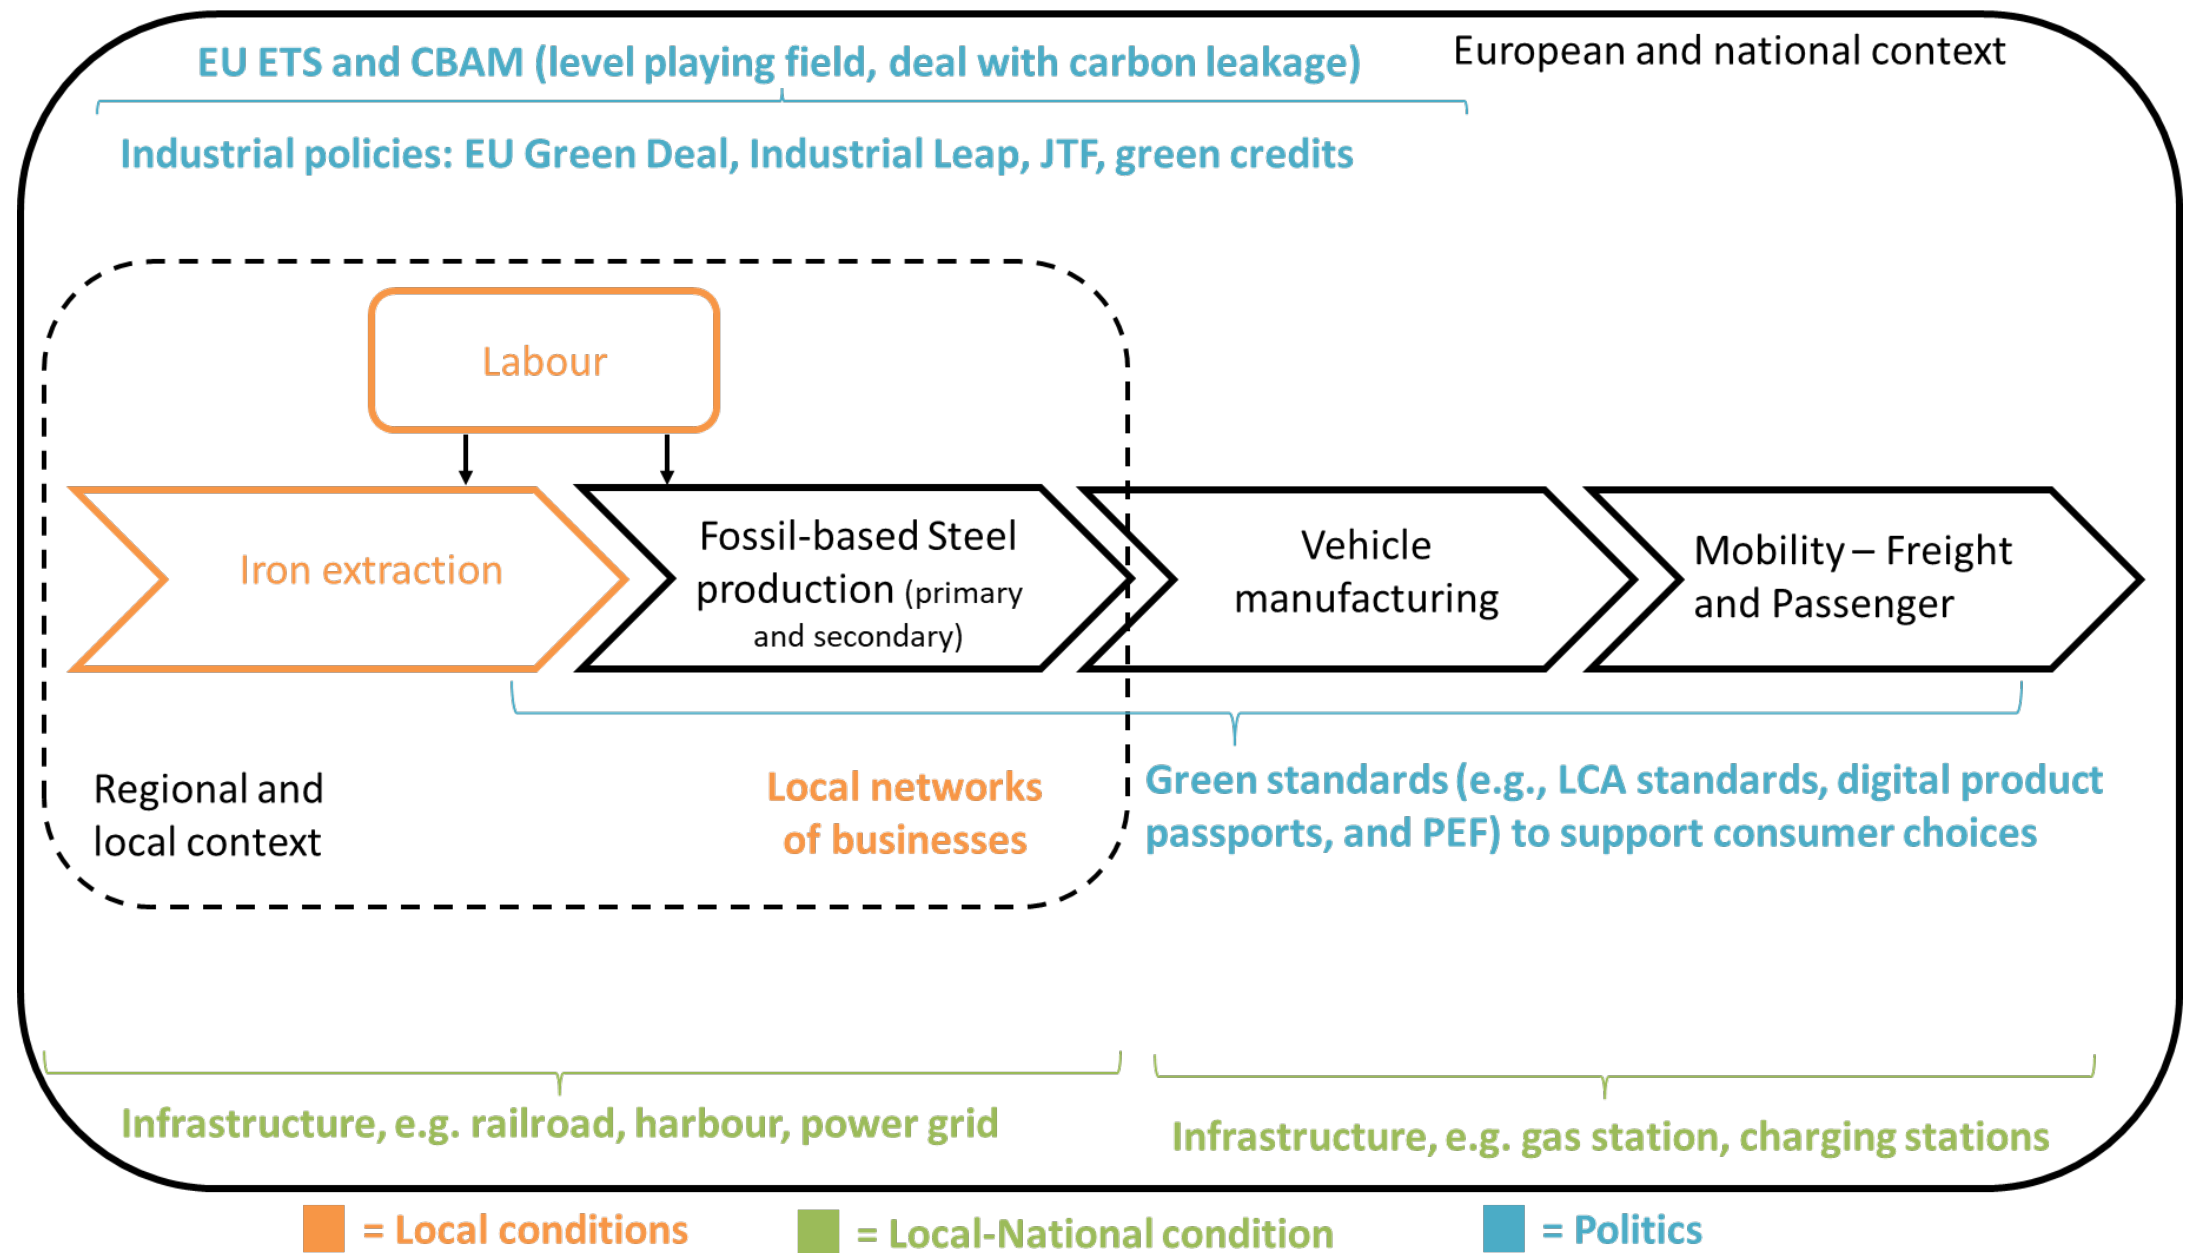 EU ETS and CBAM (level playing field, deal with carbon leakage)
European and national context
Industrial policies: EU Green Deal, Industrial Leap, JTF, green credits
Labour
Iron extraction
Fossil-based Steel
production (primary
and secondary)
Vehicle
manufacturing
Mobility – Freight
and Passenger
Regional and
local context
Local networks
of businesses
Green standards (e.g., LCA standards, digital product
passports, and PEF) to support consumer choices
Infrastructure, e.g. railroad, harbour, power grid
Infrastructure, e.g. gas station, charging stations
= Local conditions
= Local-National condition
= Politics